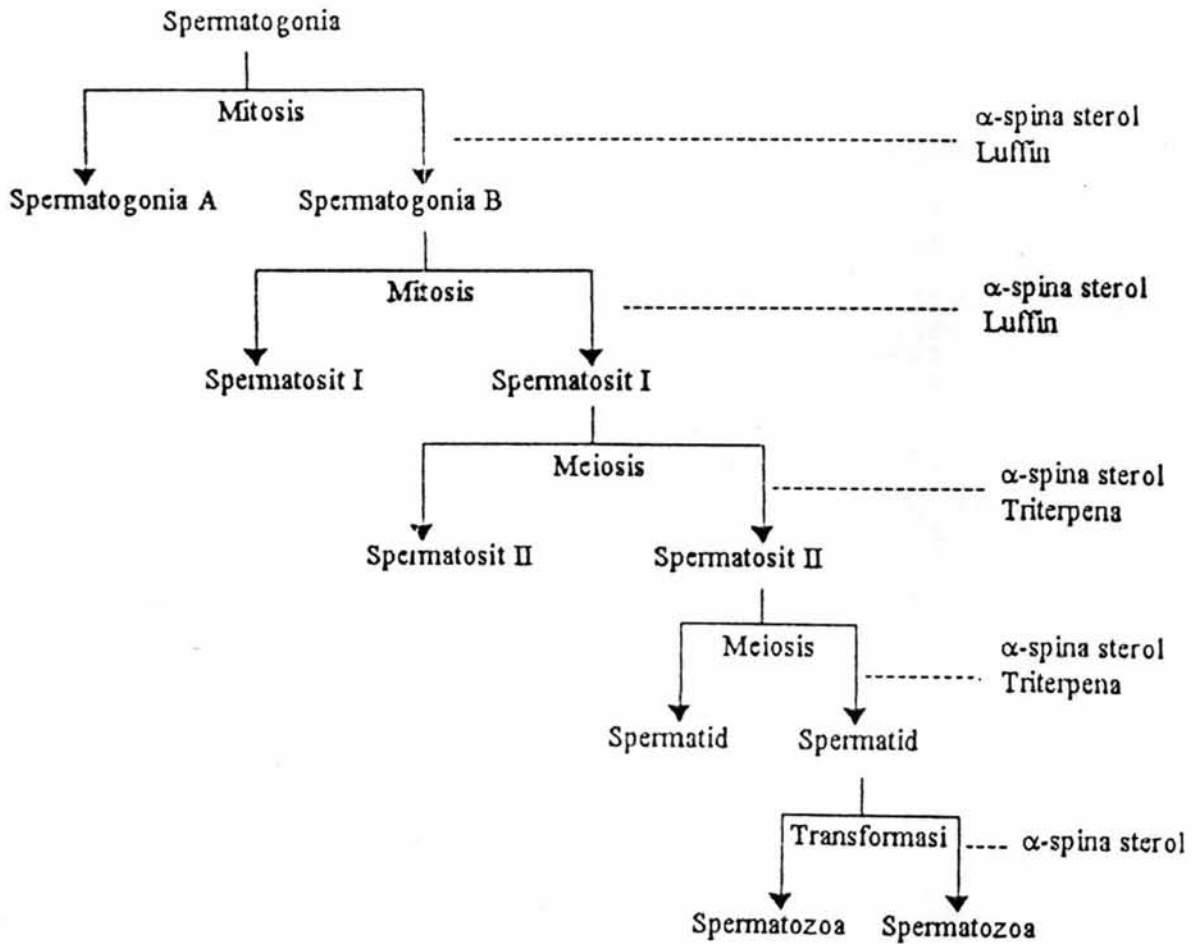 Spermatogonia
Mitosis
α-spina sterol
Luffin
Spermatogonia A
Spermatogonia B
Mitosis
α-spina sterol
Luffin
Spermatosit I
Spermatosit I
Meiosis
α-spina sterol
Triterpena
Spermatosit II
Spermatosit II
Meiosis
α-spina sterol
Triterpena
Spermatid
Spermatid
Transformasi
α-spina sterol
Spermatozoa
Spermatozoa